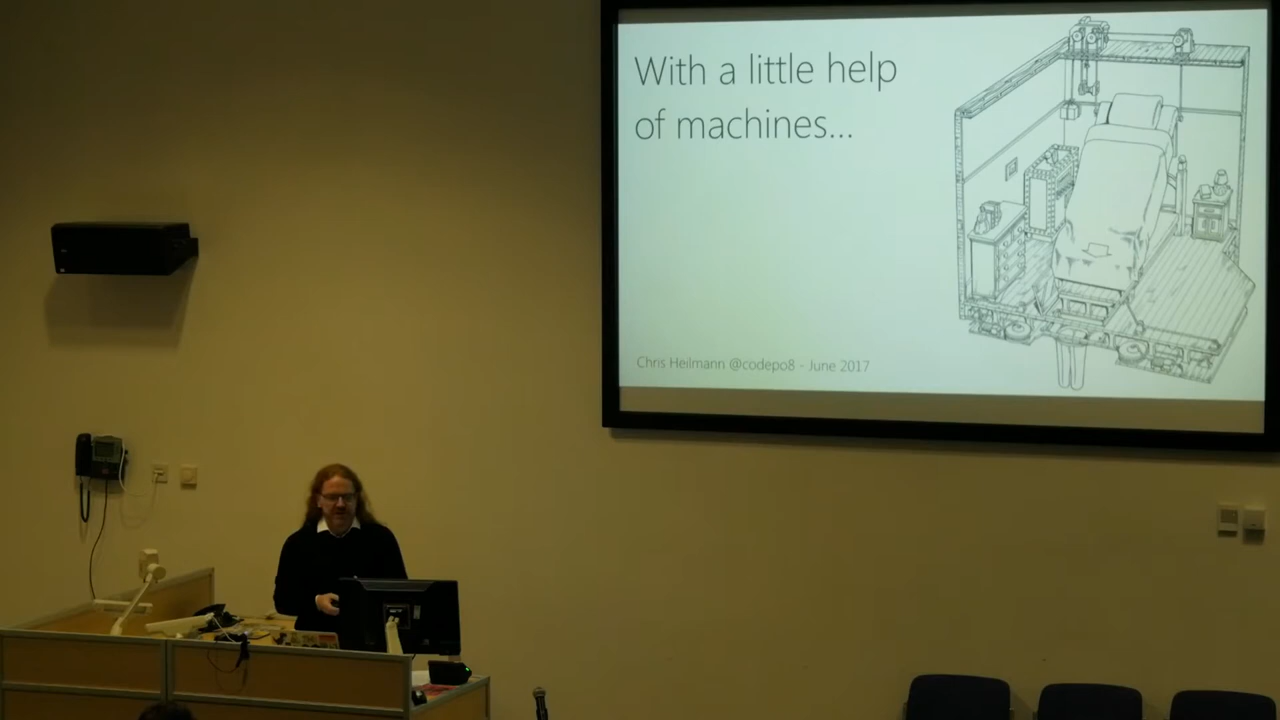 With a little help
of machines...
Chris Heilmann @codepo8 - June 2017